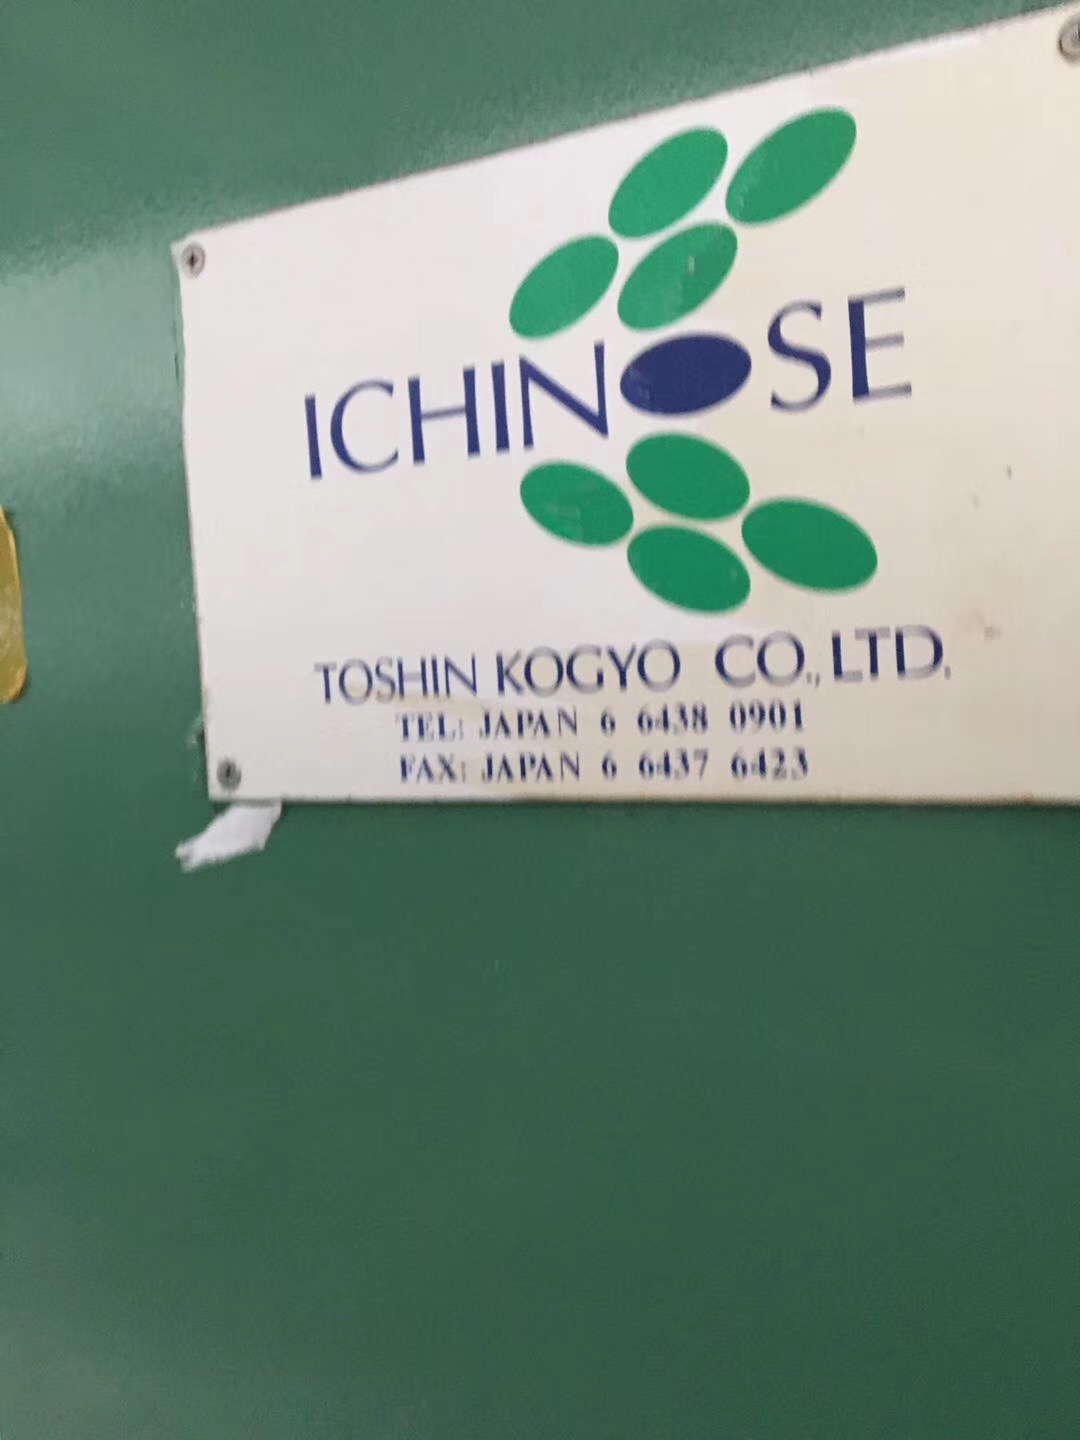 ICHINOSE
TOSHIN KOGYO CO., LTD.
TEL: JAPAN 6 6438 0901
FAX: JAPAN 6 6437 6423